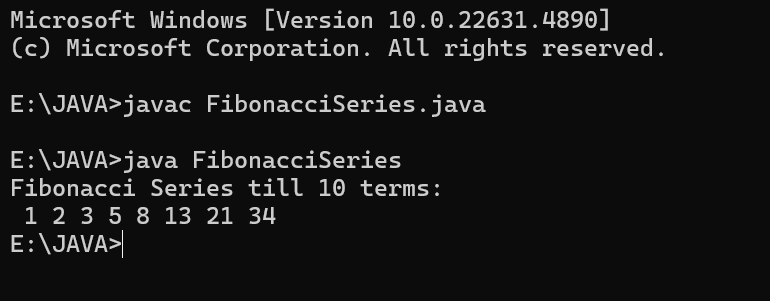 Microsoft Windows [Version 10.0.22631.4890]
(c) Microsoft Corporation. All rights reserved.
E:\JAVA>javac FibonacciSeries.java
E:\JAVA>java FibonacciSeries
Fibonacci Series till 10 terms:
 1 2 3 5 8 13 21 34
E:\JAVA>